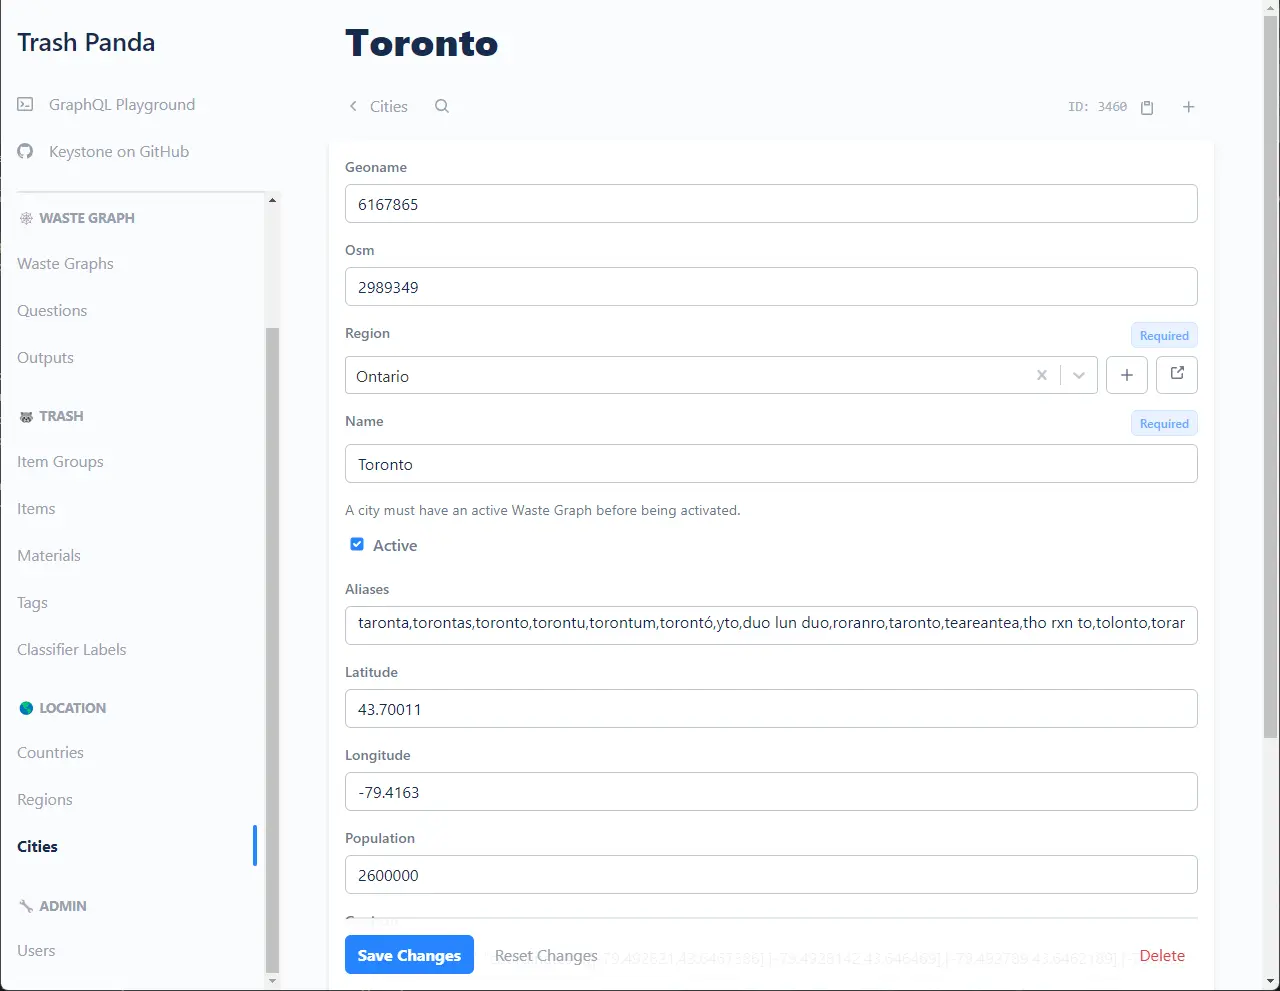 Trash Panda
GraphQL Playground
Keystone on GitHub
WASTE GRAPH
Waste Graphs
Questions
Outputs
TRASH
Item Groups
Items
Materials
Tags
Classifier Labels
LOCATION
Countries
Regions
Cities
ADMIN
Users
Toronto
Cities
ID: 3460
Geoname
6167865
Osm
2989349
Region
Required
Ontario
Name
Required
Toronto
A city must have an active Waste Graph before being activated.
Active
Aliases
taronta,torontas,toronto,torontu,torontum,torontó,yto,duo lun duo,roranro,taronto,teareantea,tho rxn to,tolonto,torar
Latitude
43.70011
Longitude
-79.4163
Population
2600000
Save Changes
Reset Changes
Delete